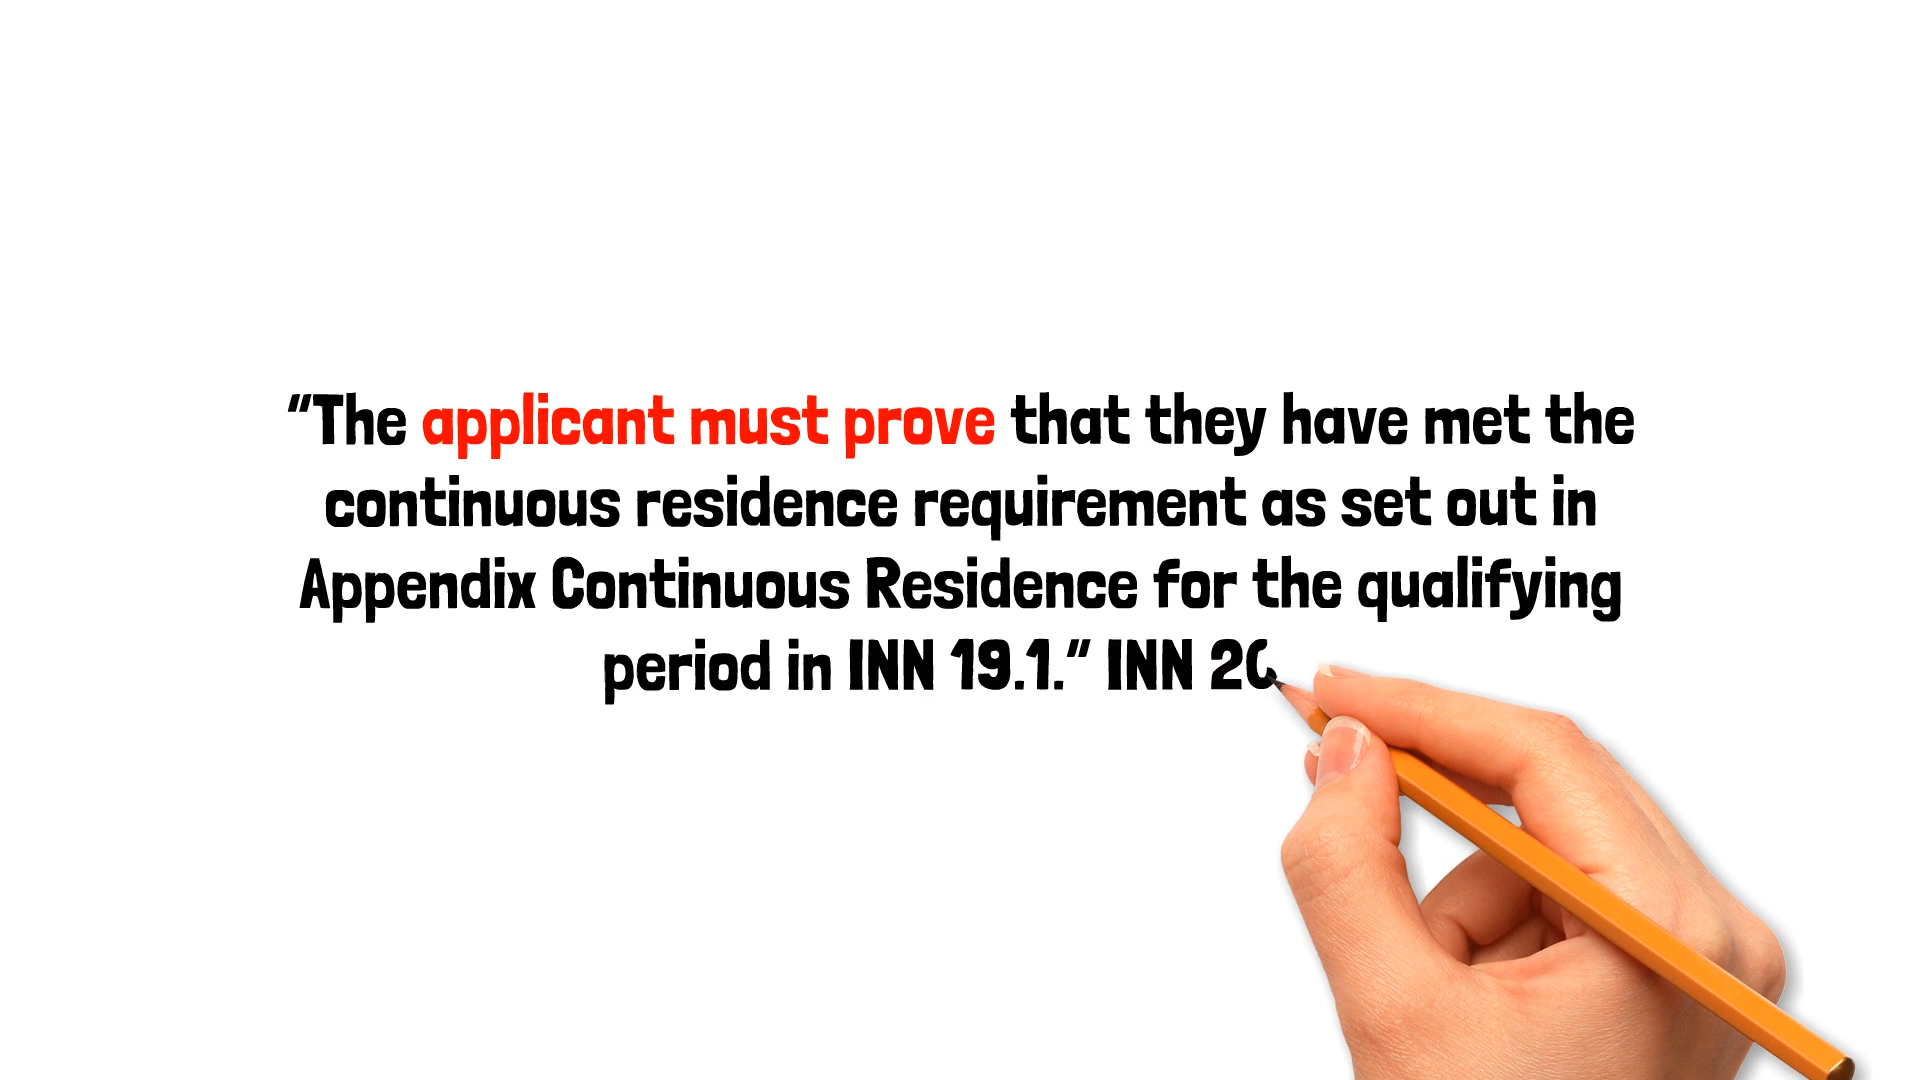 “The applicant must prove that they have met the
continuous residence requirement as set out in
Appendix Continuous Residence for the qualifying
period in INN 19.1.” INN 20